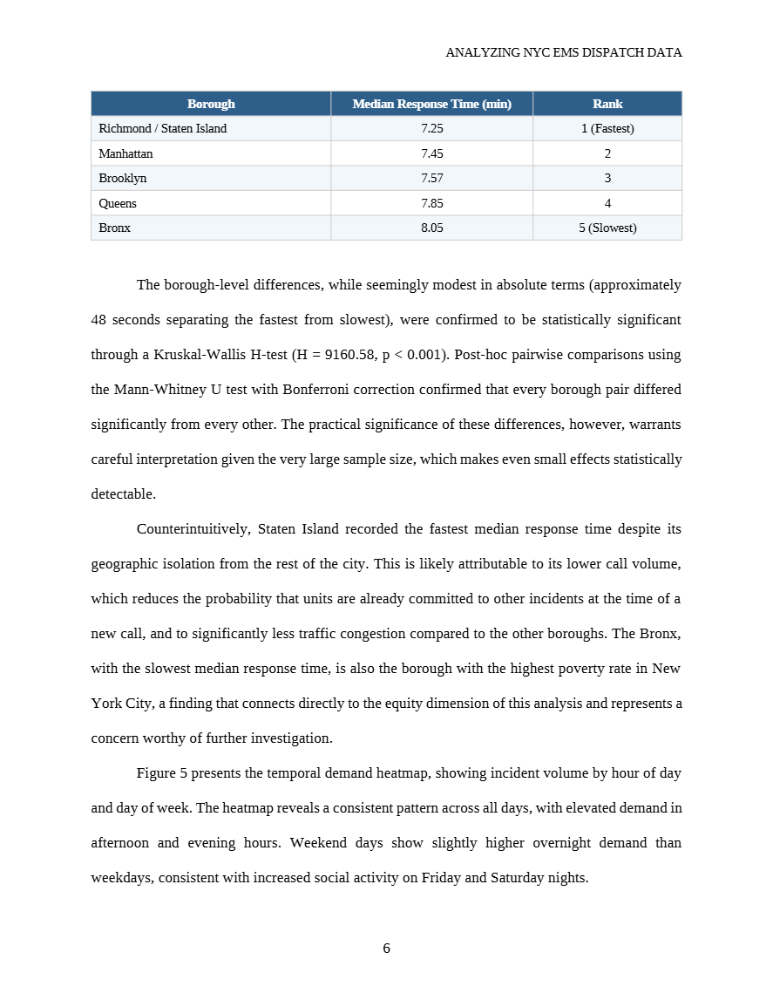 ANALYZING NYC EMS DISPATCH DATA
Borough Median Response Time (min) Rank
Richmond / Staten Island 7.25 1 (Fastest)
Manhattan 7.45 2
Brooklyn 7.57 3
Queens 7.85 4
Bronx 8.05 5 (Slowest)
The borough-level differences, while seemingly modest in absolute terms (approximately
48 seconds separating the fastest from slowest), were confirmed to be statistically significant
through a Kruskal-Wallis H-test (H = 9160.58, p < 0.001). Post-hoc pairwise comparisons using
the Mann-Whitney U test with Bonferroni correction confirmed that every borough pair differed
significantly from every other. The practical significance of these differences, however, warrants
careful interpretation given the very large sample size, which makes even small effects statistically
detectable.
Counterintuitively, Staten Island recorded the fastest median response time despite its
geographic isolation from the rest of the city. This is likely attributable to its lower call volume,
which reduces the probability that units are already committed to other incidents at the time of a
new call, and to significantly less traffic congestion compared to the other boroughs. The Bronx,
with the slowest median response time, is also the borough with the highest poverty rate in New
York City, a finding that connects directly to the equity dimension of this analysis and represents a
concern worthy of further investigation.
Figure 5 presents the temporal demand heatmap, showing incident volume by hour of day
and day of week. The heatmap reveals a consistent pattern across all days, with elevated demand in
afternoon and evening hours. Weekend days show slightly higher overnight demand than
weekdays, consistent with increased social activity on Friday and Saturday nights.
6